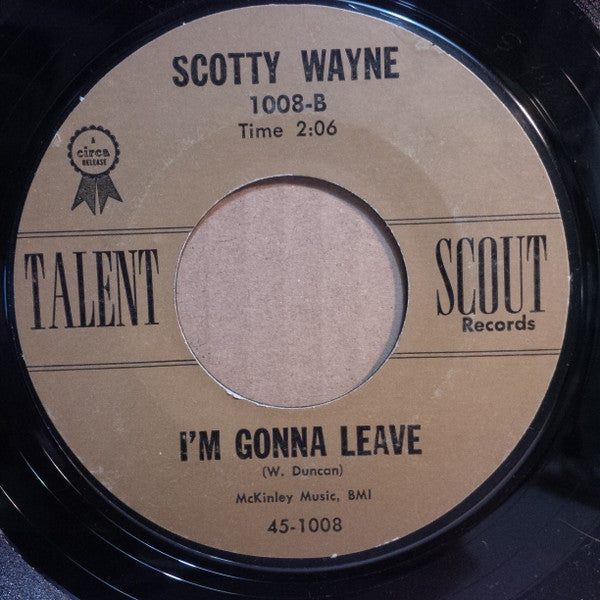 SCOTTY WAYNE
1008-B
Time 2:06
A
circa
RELEASE
TALENT
SCOUT
Records
I'M GONNA LEAVE
(W. Duncan)
McKinley Music, BMI
45-1008